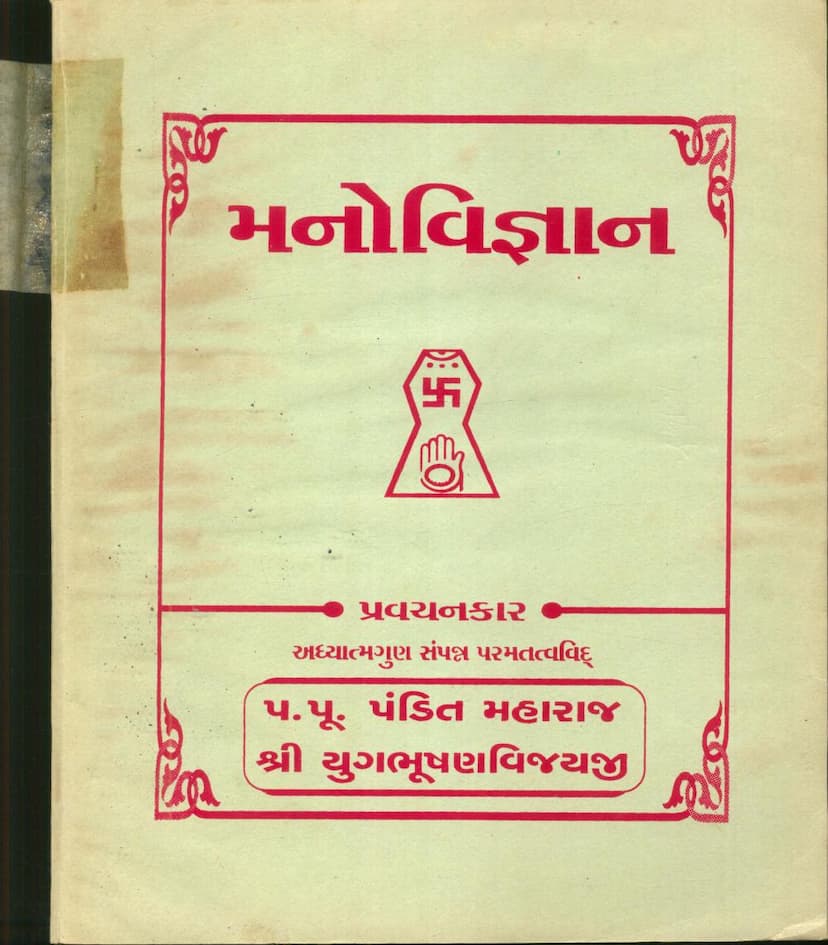 મનોવિજ્ઞાન
પ્રવચનકાર
અધ્યાત્મગુણ સંપન્ન પરમતત્વવિદ્
પ.પૂ. પંડિત મહારાજ
શ્રી યુગભૂષણવિજયજી